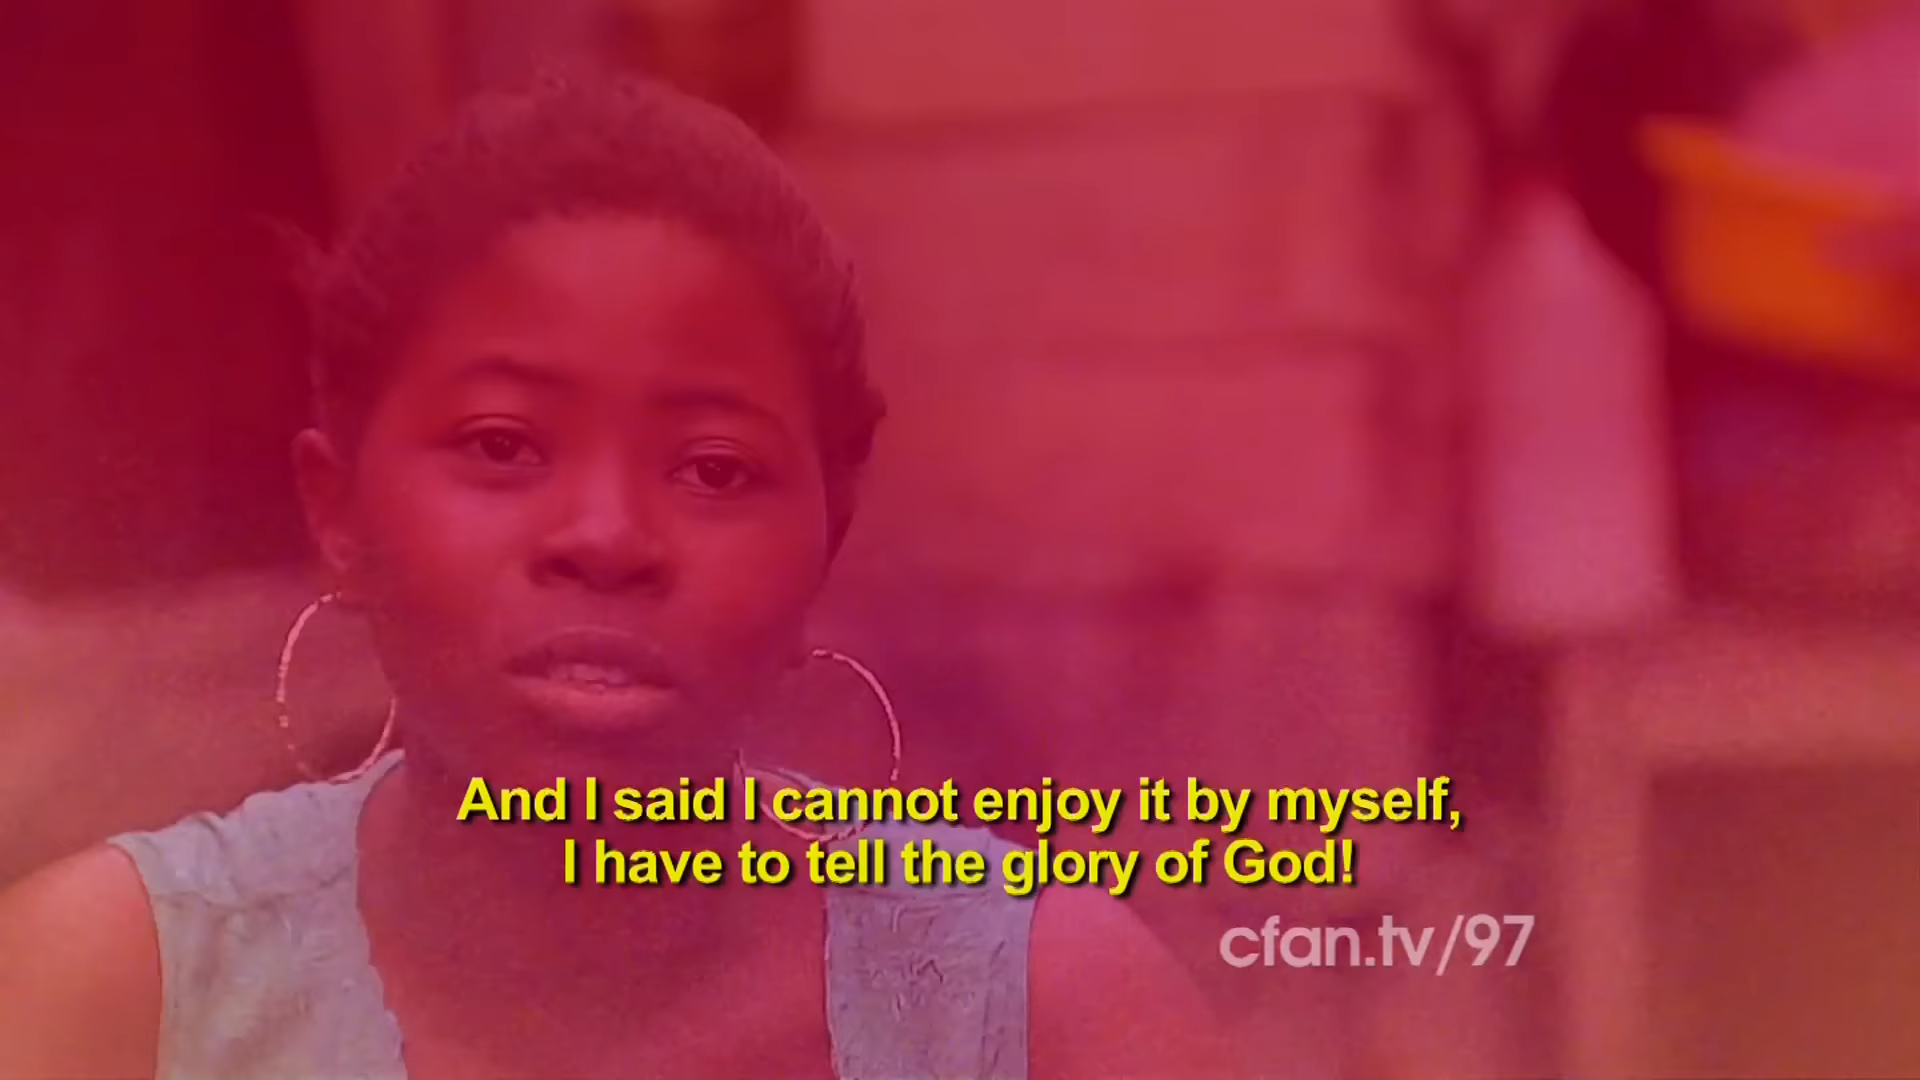 And I said I cannot enjoy it by myself,
I have to tell the glory of God!
cfan.tv/97